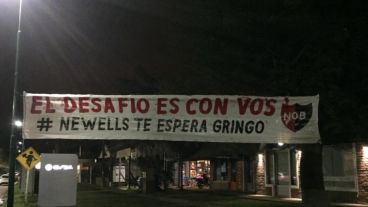 EL DESAFIO ES CON VOS
# NEWELLS TE ESPERA GRINGO
NOB